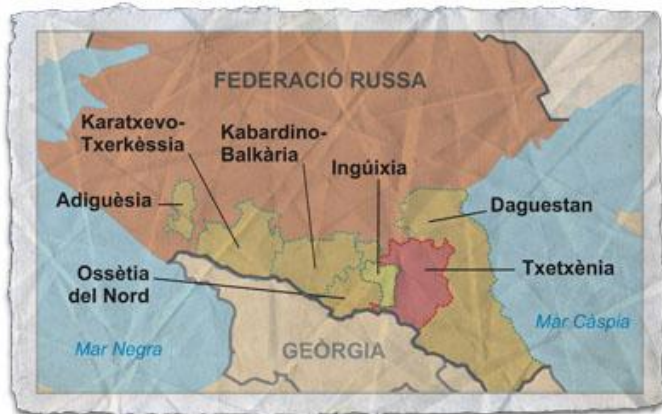 FEDERACIÓ RUSSA
Karatxevo-
Txerkèssia
Kabardino-
Balkària
Ingúixia
Adiguèsia
Daguestan
Ossètia
del Nord
Txetxènia
Mar Negra
GEÒRGIA
Mar Càspia